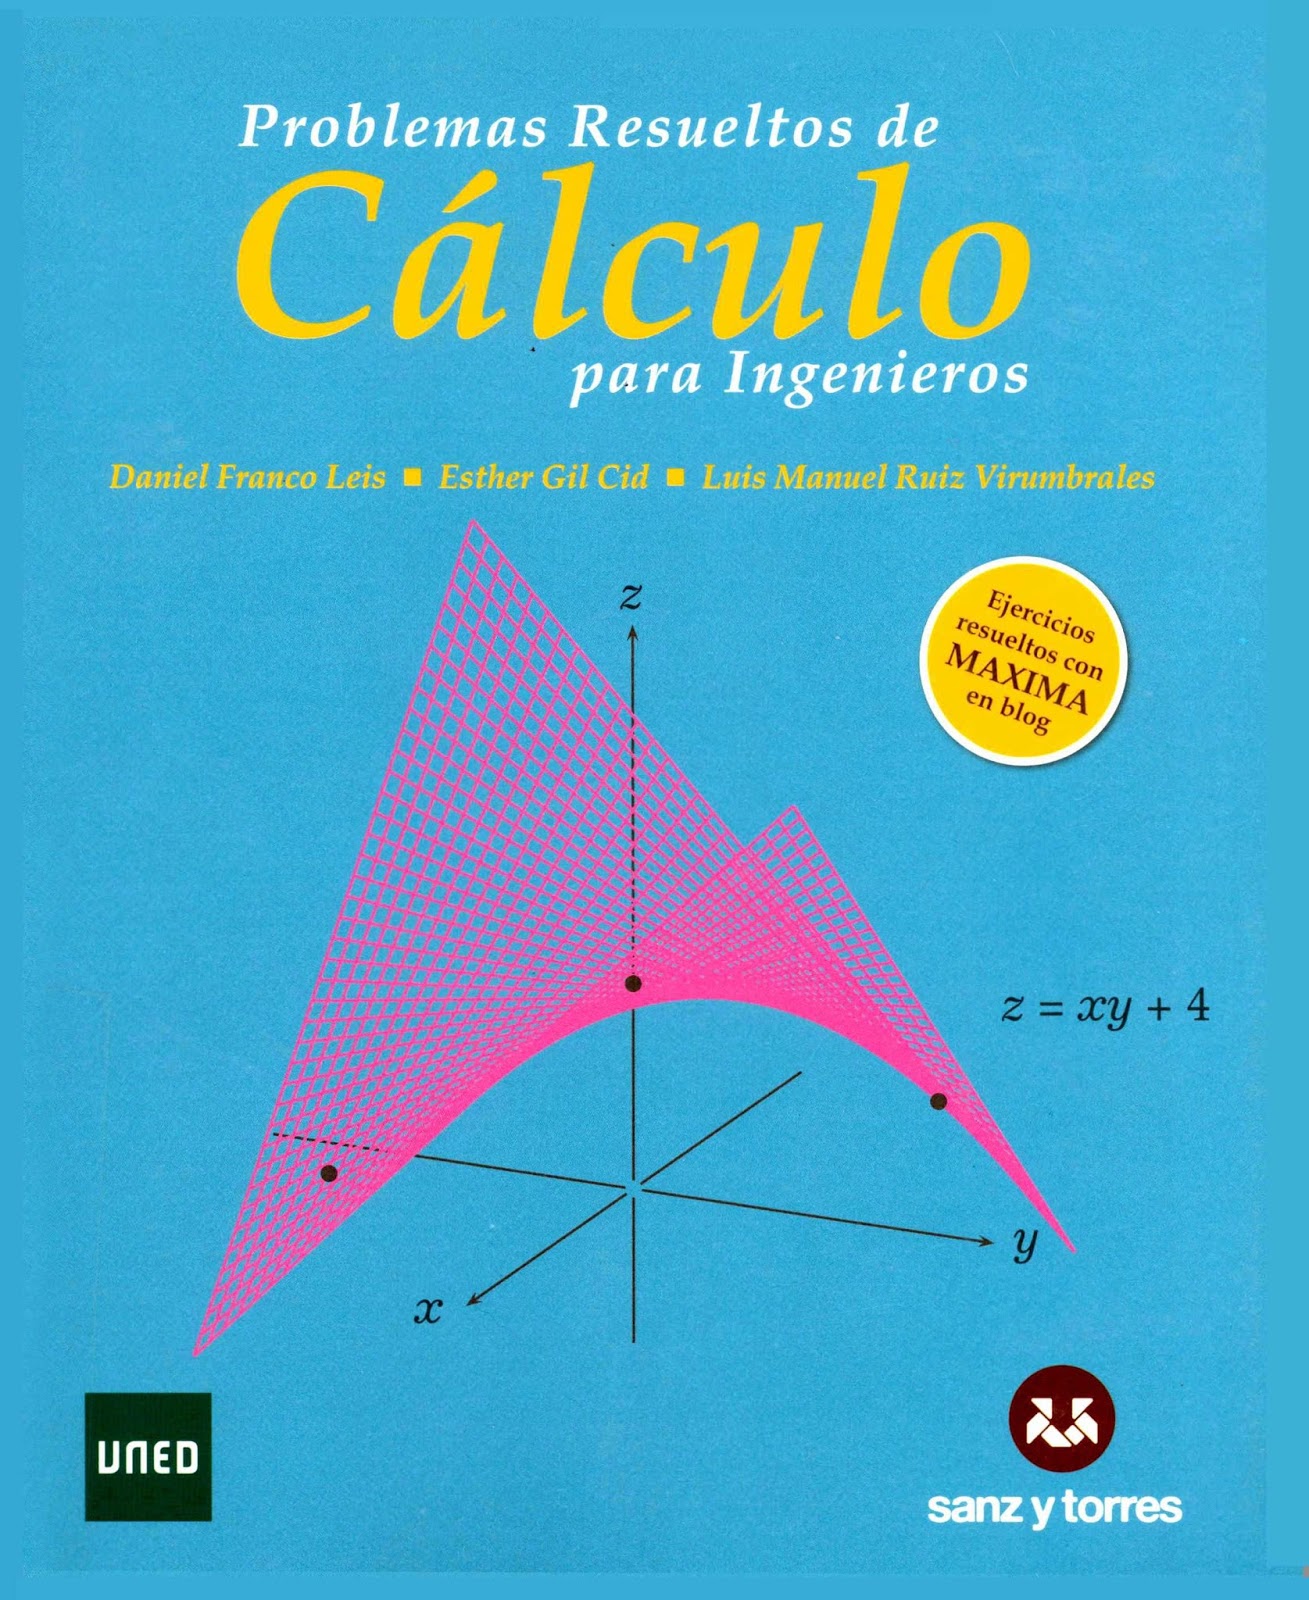 Problemas Resueltos de
Cálculo
para Ingenieros
Daniel Franco Leis ■ Esther Gil Cid ■ Luis Manuel Ruiz Virumbrales
z
Ejercicios
resueltos con
MAXIMA
en blog
z = xy + 4
y
x
UNED
sanz y torres